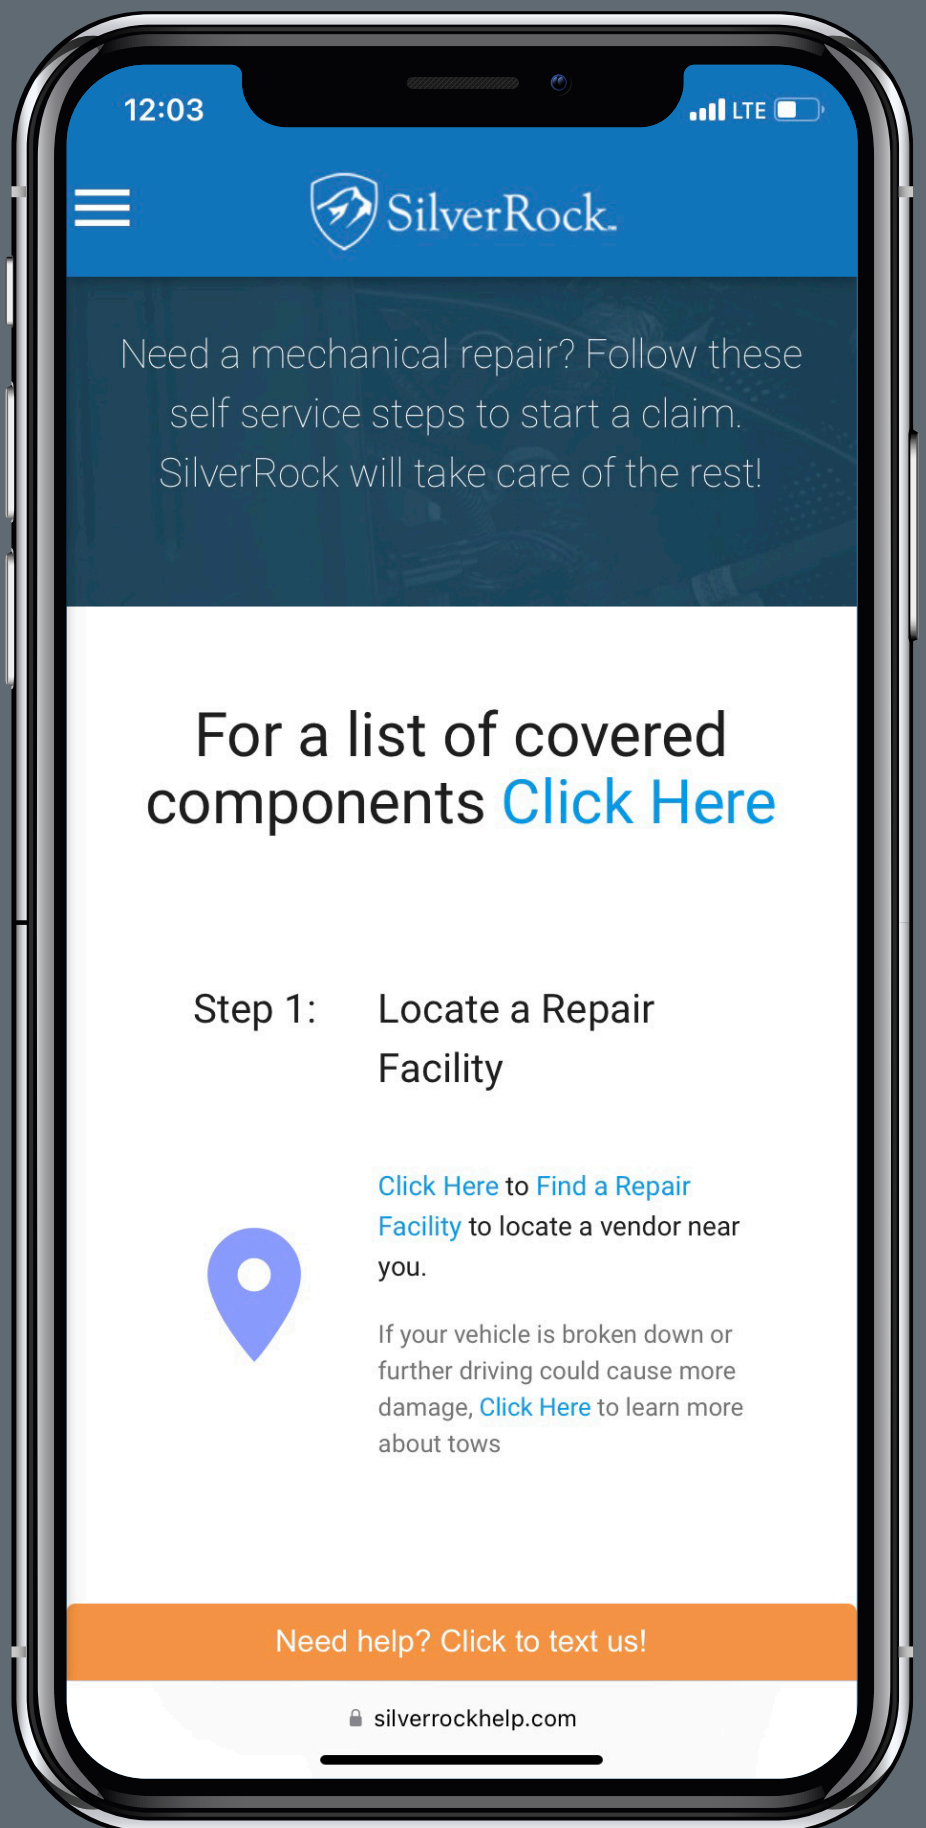 12:03
LTE
SilverRock™
Need a mechanical repair? Follow these
self service steps to start a claim.
SilverRock will take care of the rest!
For a list of covered
components Click Here
Step 1:
Locate a Repair
Facility
Click Here to Find a Repair
Facility to locate a vendor near
you.
If your vehicle is broken down or
further driving could cause more
damage, Click Here to learn more
about tows
Need help? Click to text us!
silverrockhelp.com